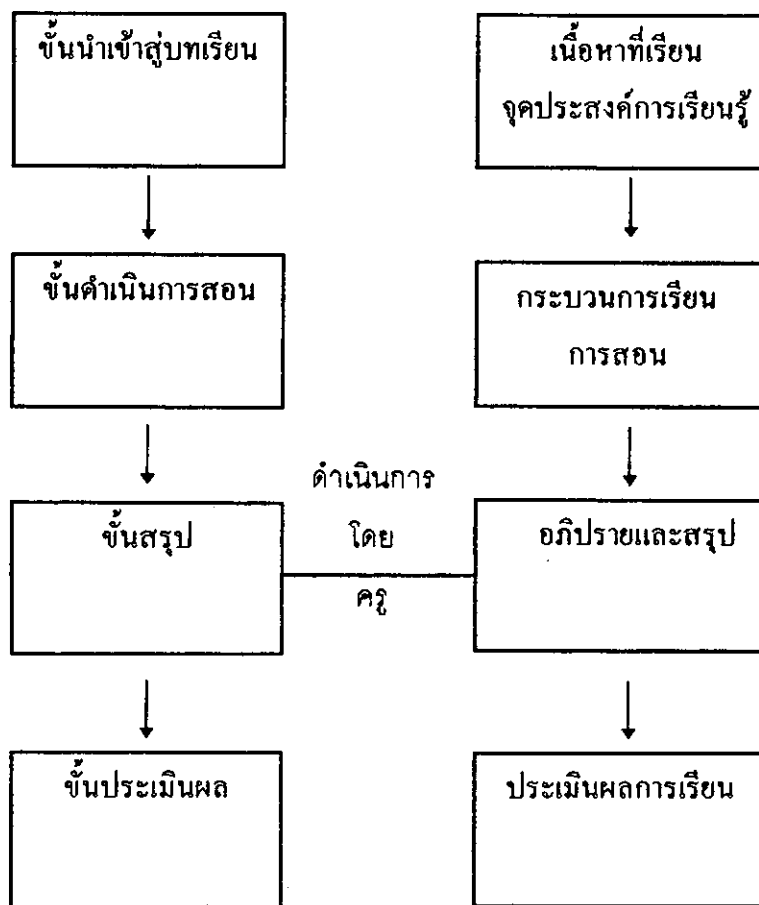 ขั้นนำเข้าสู่บทเรียน
เนื้อหาที่เรียน
จุดประสงค์การเรียนรู้
ขั้นดำเนินการสอน
กระบวนการเรียน
การสอน
ดำเนินการ
โดย
ครู
ขั้นสรุป
อภิปรายและสรุป
ขั้นประเมินผล
ประเมินผลการเรียน